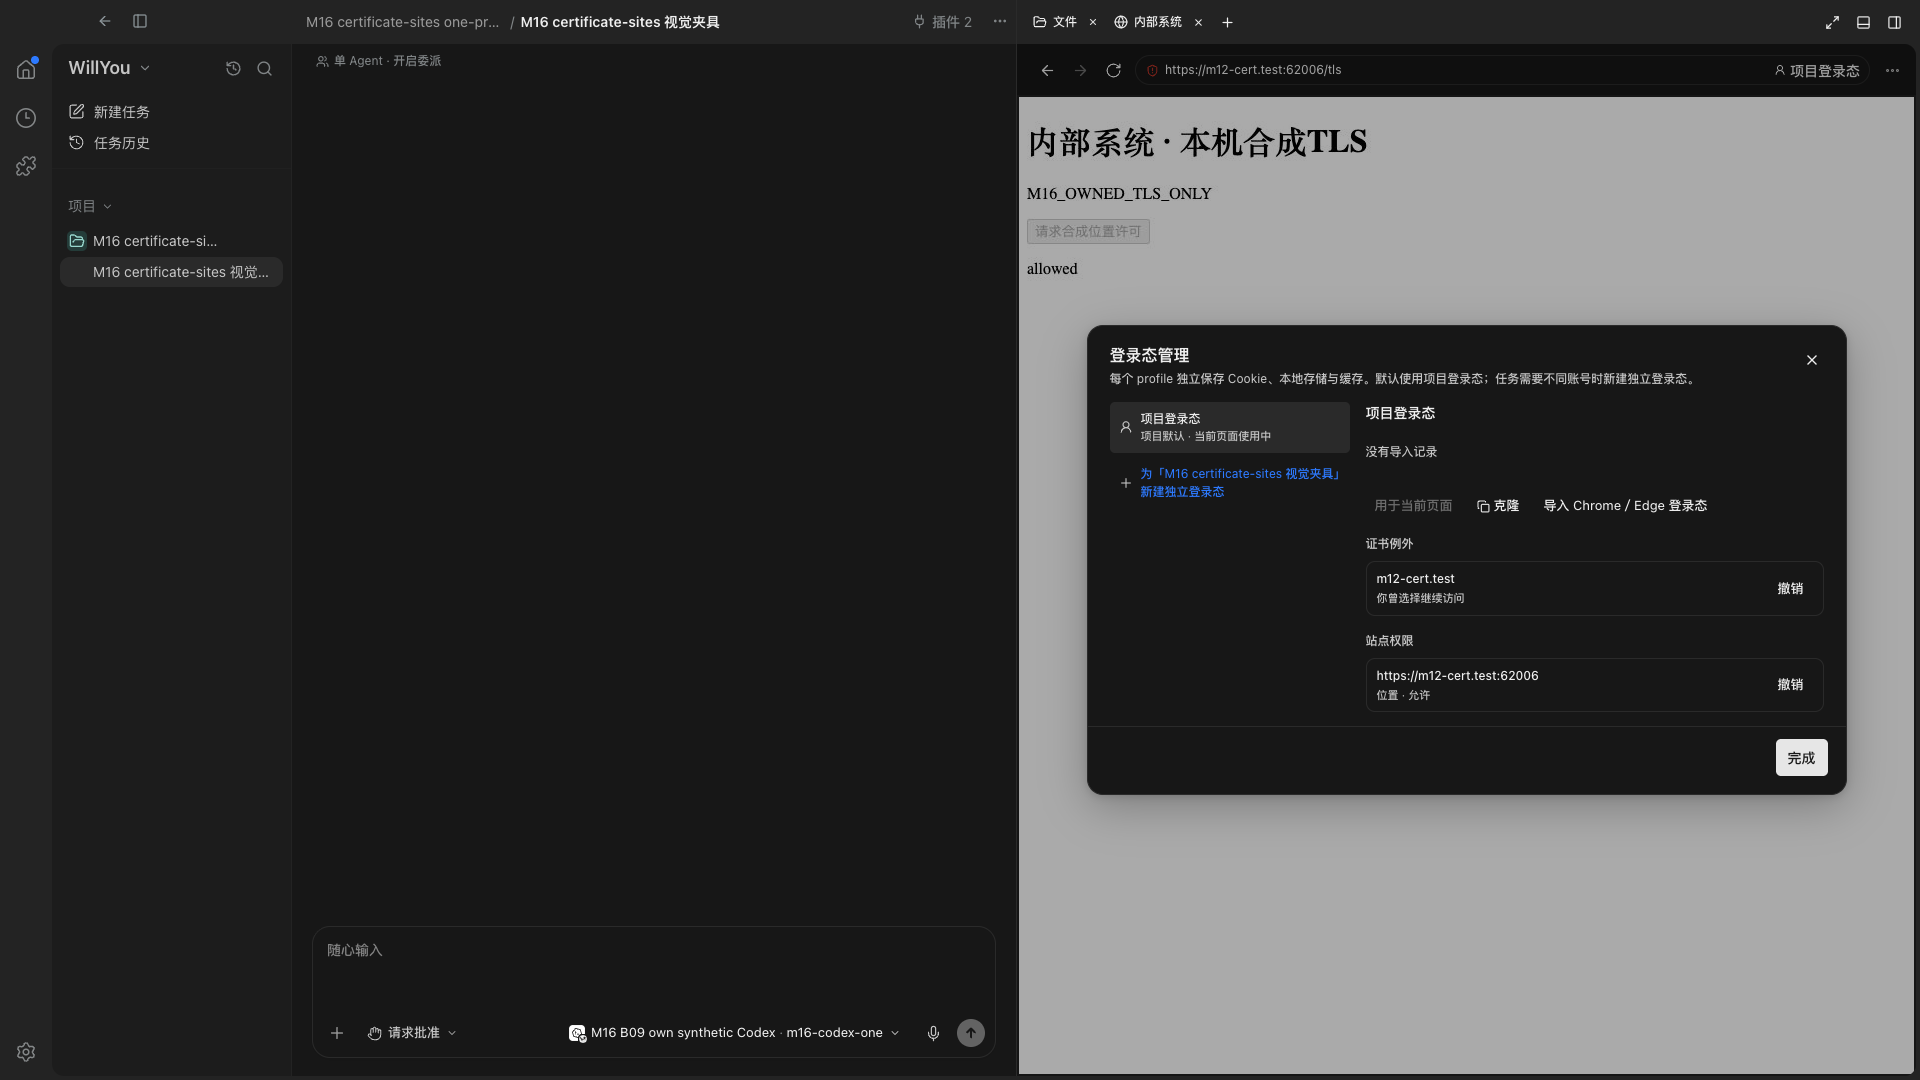 M16 certificate-sites one-pr... / M16 certificate-sites 视觉夹具
插件 2
文件
内部系统
WillYou
新建任务
任务历史
项目
M16 certificate-si...
M16 certificate-sites 视觉...
单 Agent · 开启委派
https://m12-cert.test:62006/tls
项目登录态
内部系统 · 本机合成TLS
M16_OWNED_TLS_ONLY
请求合成位置许可
allowed
登录态管理
每个 profile 独立保存 Cookie、本地存储与缓存。默认使用项目登录态；任务需要不同账号时新建独立登录态。
项目登录态
项目默认 · 当前页面使用中
为「M16 certificate-sites 视觉夹具」
新建独立登录态
项目登录态
没有导入记录
用于当前页面
克隆
导入 Chrome / Edge 登录态
证书例外
m12-cert.test
你曾选择继续访问
撤销
站点权限
https://m12-cert.test:62006
位置 · 允许
撤销
完成
随心输入
请求批准
M16 B09 own synthetic Codex · m16-codex-one